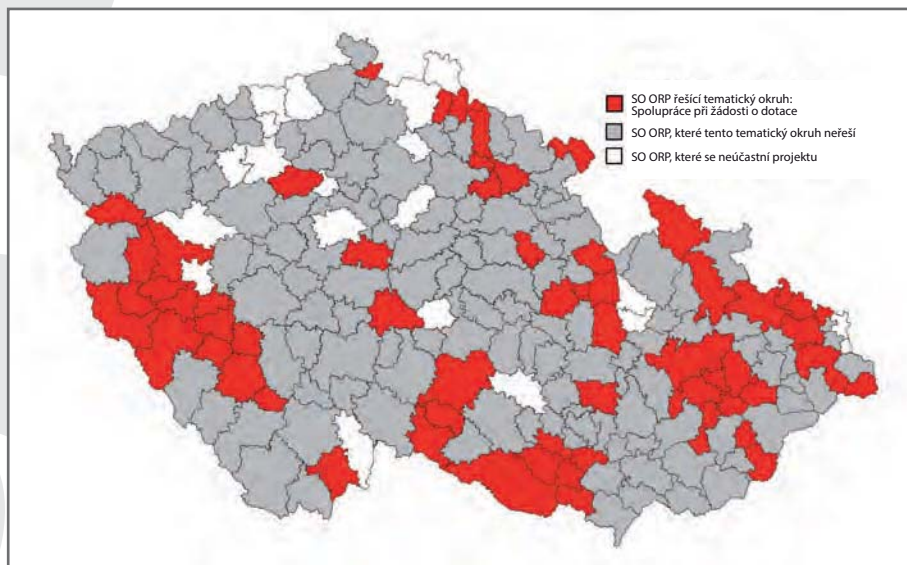 SO ORP řešící tematický okruh:
Spolupráce při žádosti o dotace
SO ORP, které tento tematický okruh neřeší
SO ORP, které se neúčastní projektu